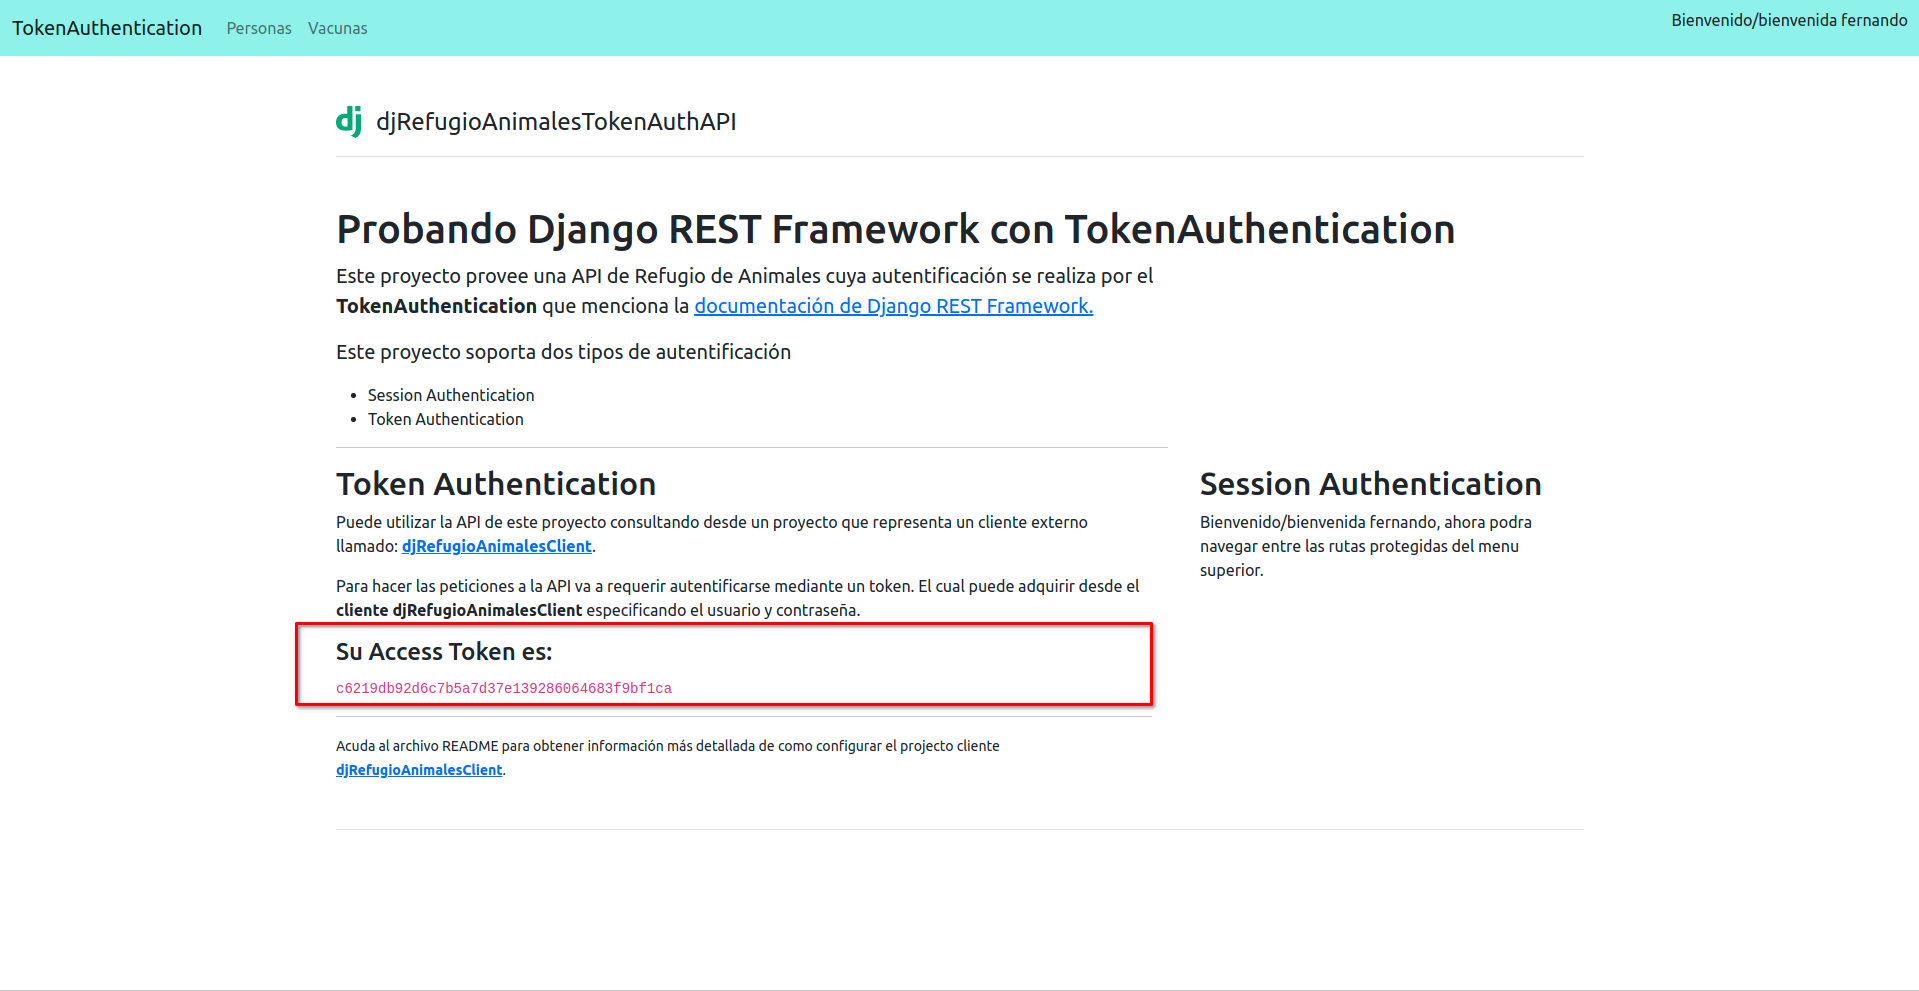 TokenAuthentication Personas Vacunas Bienvenido/bienvenida fernando
dj djRefugioAnimalesTokenAuthAPI
Probando Django REST Framework con TokenAuthentication
Este proyecto provee una API de Refugio de Animales cuya autentificación se realiza por el
TokenAuthentication que menciona la documentación de Django REST Framework.
Este proyecto soporta dos tipos de autentificación
• Session Authentication
• Token Authentication
Token Authentication
Puede utilizar la API de este proyecto consultando desde un proyecto que representa un cliente externo
llamado: djRefugioAnimalesClient.
Para hacer las peticiones a la API va a requerir autentificarse mediante un token. El cual puede adquirir desde el
cliente djRefugioAnimalesClient especificando el usuario y contraseña.
Su Access Token es:
c6219db92d6c7b5a7d37e139286064683f9bf1ca
Acuda al archivo README para obtener información más detallada de como configurar el projecto cliente
djRefugioAnimalesClient.
Session Authentication
Bienvenido/bienvenida fernando, ahora podra
navegar entre las rutas protegidas del menu
superior.